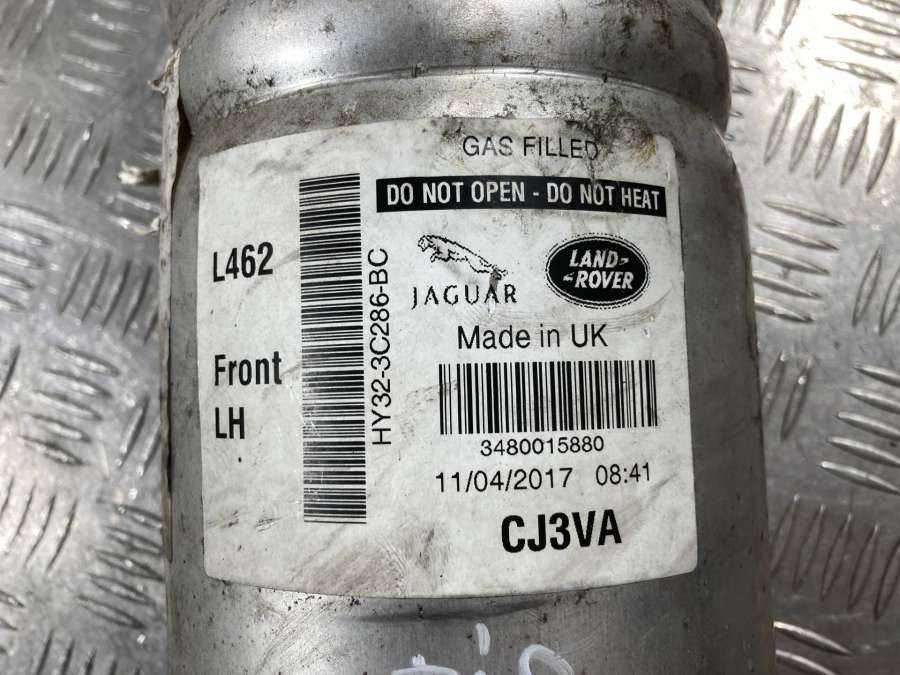 GAS FILLED
DO NOT OPEN - DO NOT HEAT
L462
HY32-3C286-BC
JAGUAR
LAND-
-ROVER
Made in UK
Front
LH
3480015880
11/04/2017 08:41
CJ3VA